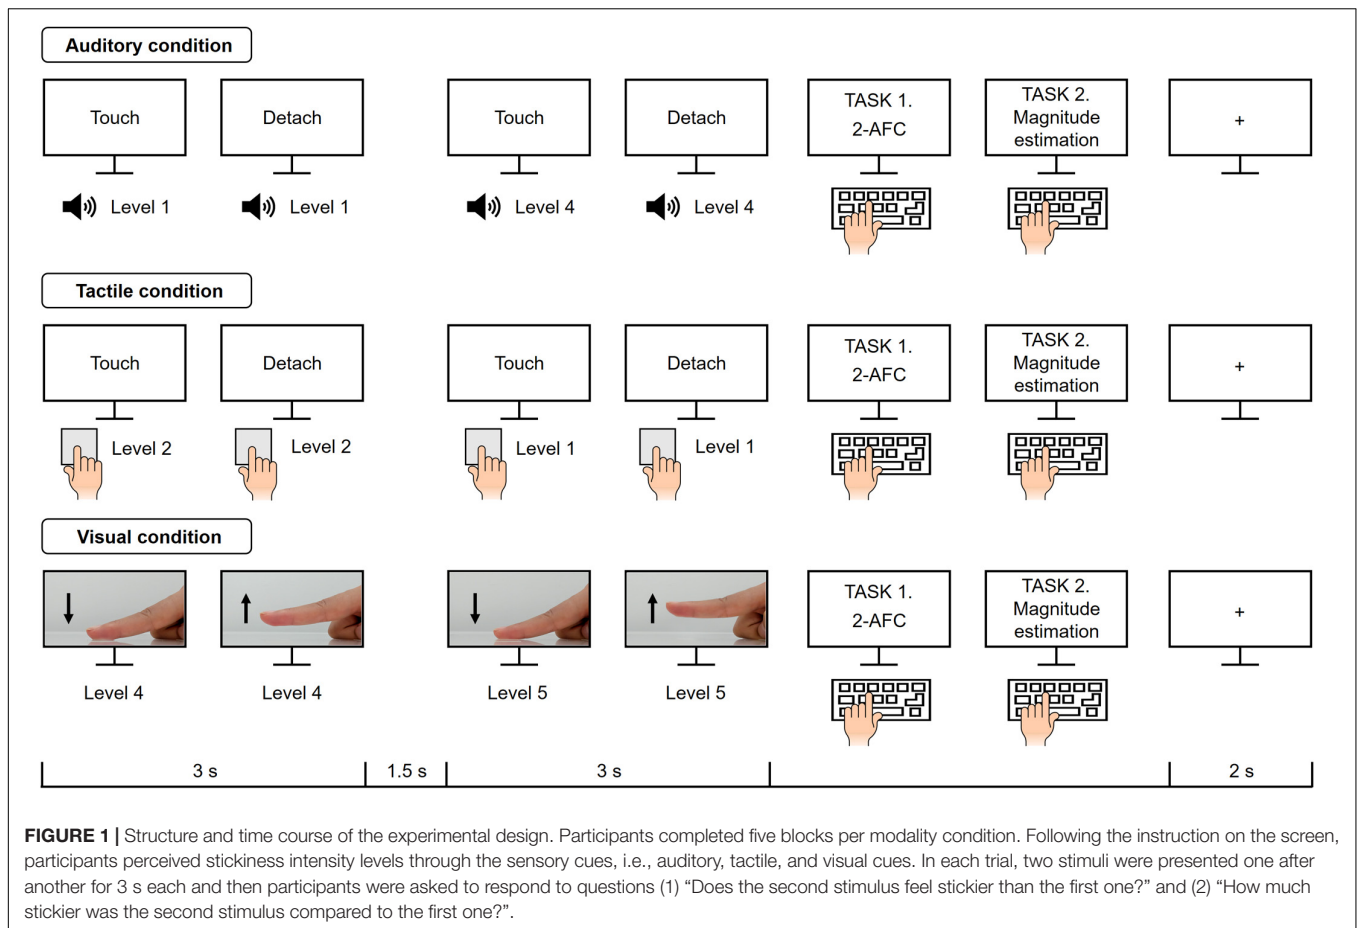 Auditory condition
Touch
Detach
Touch
Detach
TASK 1.
2-AFC
TASK 2.
Magnitude
estimation
+
Level 1
Level 1
Level 4
Level 4
Tactile condition
Touch
Detach
Touch
Detach
TASK 1.
2-AFC
TASK 2.
Magnitude
estimation
+
Level 2
Level 2
Level 1
Level 1
Visual condition
TASK 1.
2-AFC
TASK 2.
Magnitude
estimation
+
Level 4
Level 4
Level 5
Level 5
3 s
1.5 s
3 s
2 s
FIGURE 1 | Structure and time course of the experimental design. Participants completed five blocks per modality condition. Following the instruction on the screen,
participants perceived stickiness intensity levels through the sensory cues, i.e., auditory, tactile, and visual cues. In each trial, two stimuli were presented one after
another for 3 s each and then participants were asked to respond to questions (1) “Does the second stimulus feel stickier than the first one?” and (2) “How much
stickier was the second stimulus compared to the first one?”.